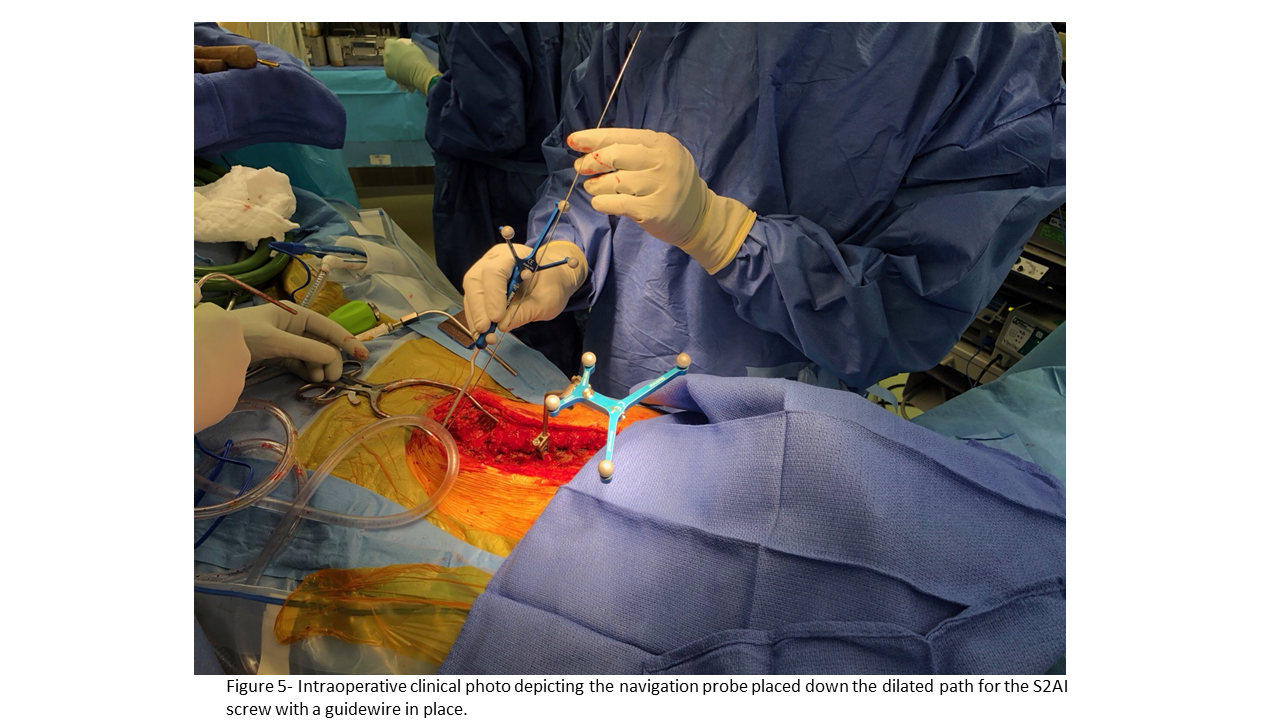 Figure 5- Intraoperative clinical photo depicting the navigation probe placed down the dilated path for the S2AI
screw with a guidewire in place.